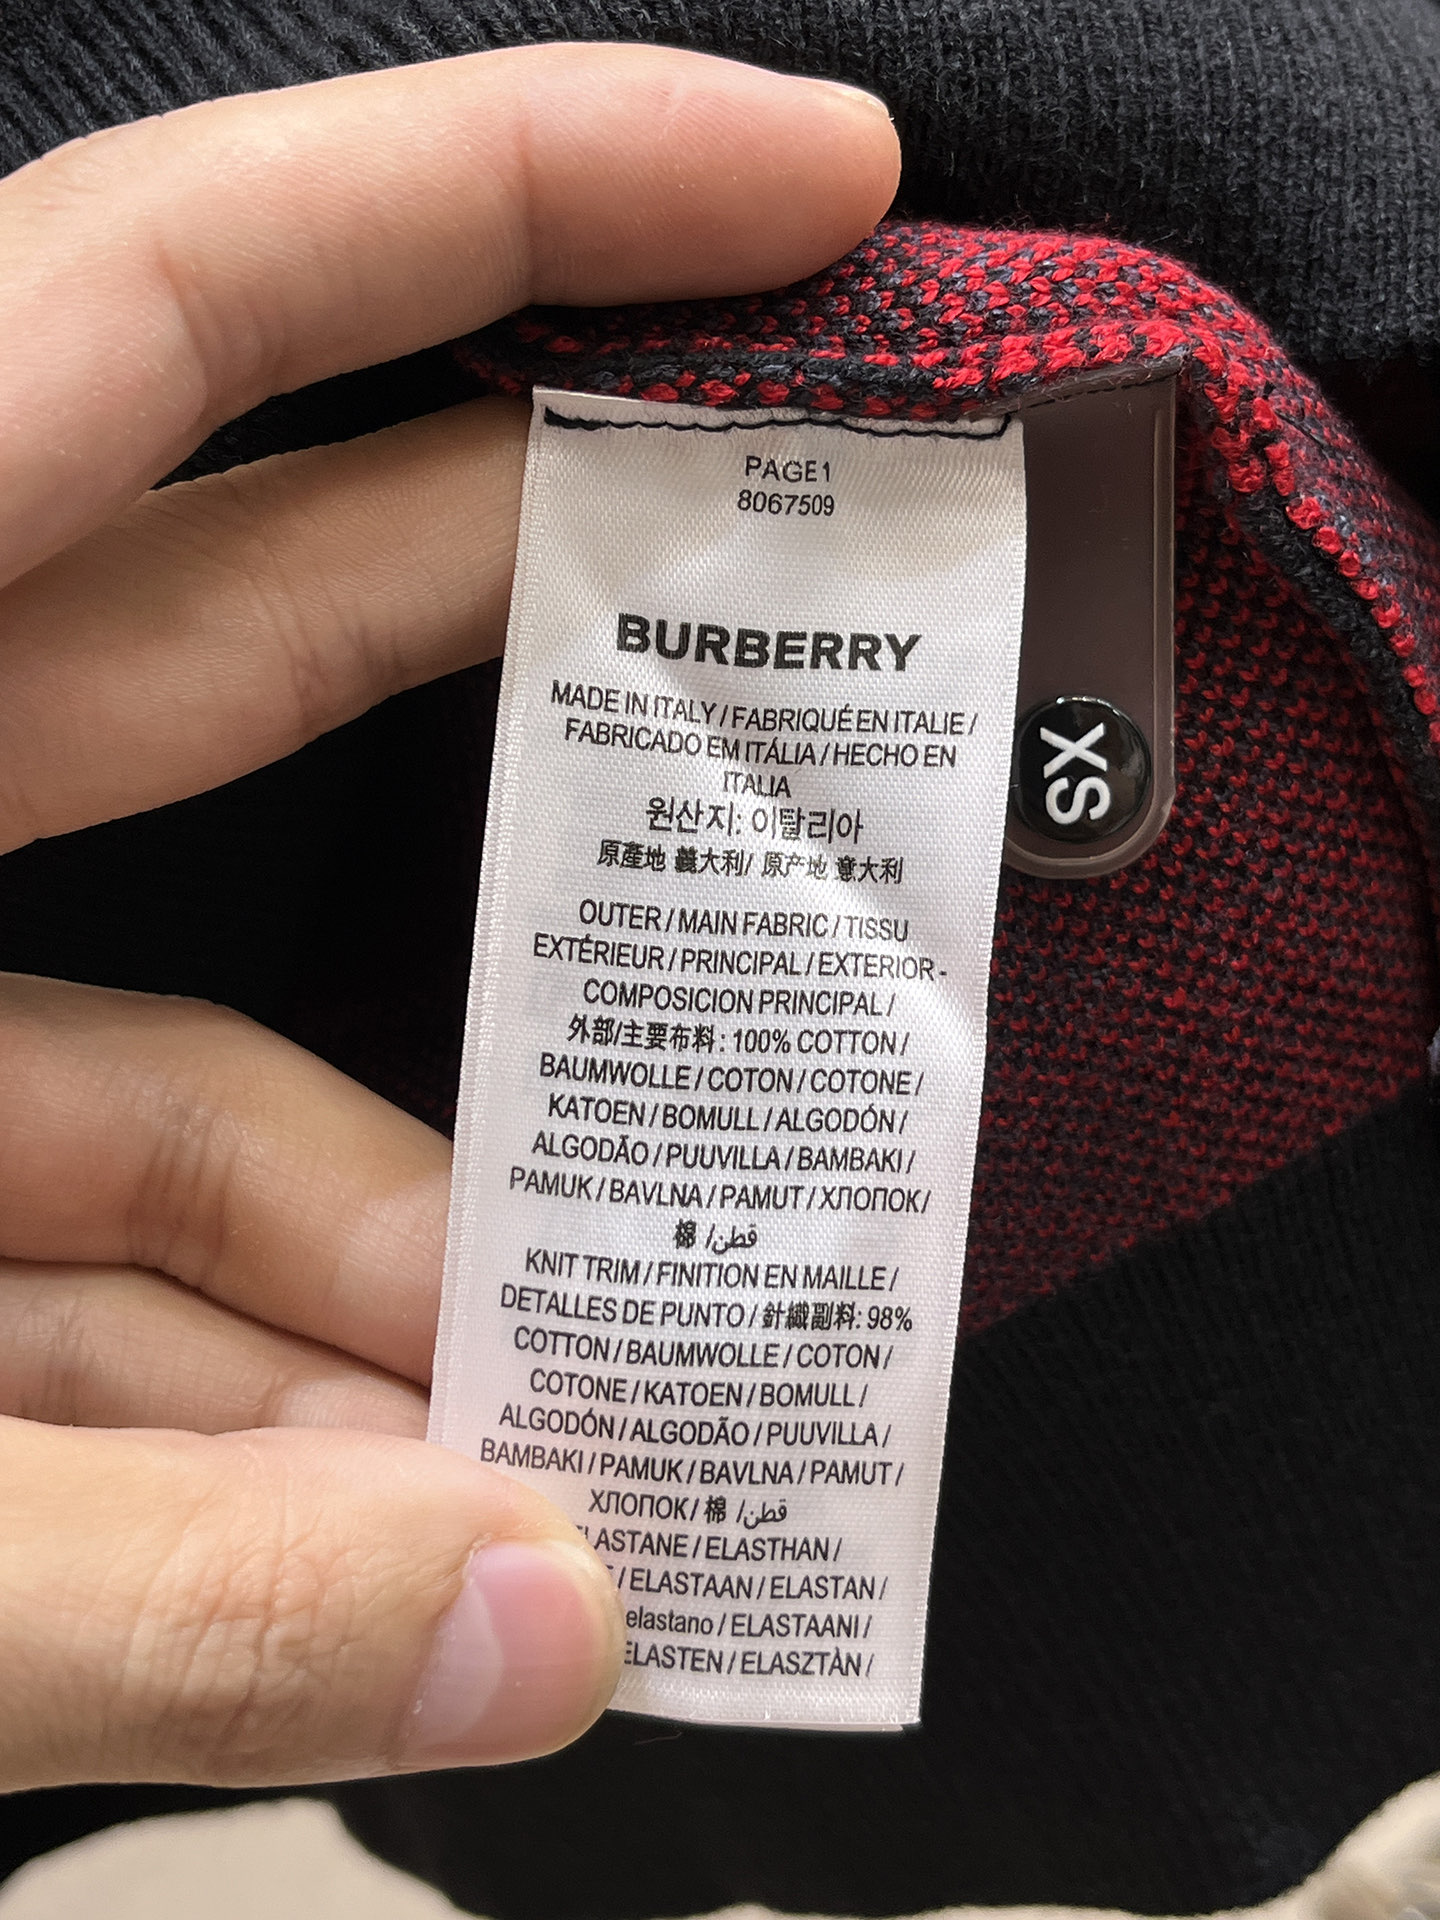 PAGE1
8067509
BURBERRY
MADE IN ITALY / FABRIQUÉ EN ITALIE /
FABRICADO EM ITÁLIA / HECHO EN
ITALIA
원산지: 이탈리아
原產地 義大利/ 原产地 意大利
OUTER / MAIN FABRIC / TISSU
EXTÉRIEUR / PRINCIPAL / EXTERIOR -
COMPOSICION PRINCIPAL /
外部/主要布料: 100% COTTON /
BAUMWOLLE / COTON / COTONE /
KATOEN / BOMULL / ALGODÓN /
ALGODÃO / PUUVILLA / BAMBAKI /
PAMUK / BAVLNA / PAMUT / ХЛОПОК /
棉 /قطن
KNIT TRIM / FINITION EN MAILLE /
DETALLES DE PUNTO / 針織副料: 98%
COTTON / BAUMWOLLE / COTON /
COTONE / KATOEN / BOMULL /
ALGODÓN / ALGODÃO / PUUVILLA /
BAMBAKI / PAMUK / BAVLNA / PAMUT /
ХЛОПОК / 棉 /قطن
LASTANE / ELASTHAN /
/ ELASTAAN / ELASTAN /
elastano / ELASTAANI /
ELASTEN / ELASZTÀN /
XS